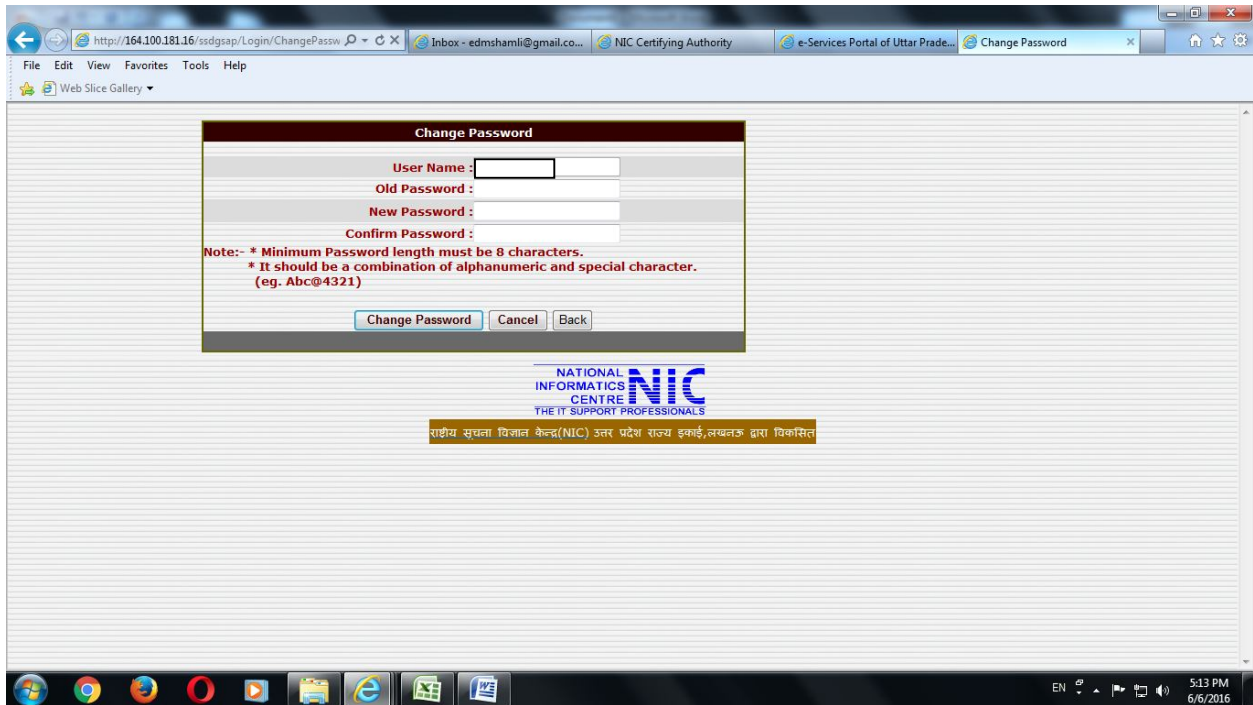 http://164.100.181.16/ssdgsap/Login/ChangePassw
Inbox - edmshamli@gmail.co...
NIC Certifying Authority
e-Services Portal of Uttar Prade...
Change Password
File Edit View Favorites Tools Help
Web Slice Gallery
Change Password
User Name :
Old Password :
New Password :
Confirm Password :
Note:- * Minimum Password length must be 8 characters.
* It should be a combination of alphanumeric and special character.
(eg. Abc@4321)
Change Password Cancel Back
NATIONAL
INFORMATICS
CENTRE
NIC
THE IT SUPPORT PROFESSIONALS
राष्टीय सूचना विज्ञान केन्द्र(NIC) उत्तर प्रदेश राज्य इकाई,लखनऊ द्वारा विकसित
EN
5:13 PM
6/6/2016